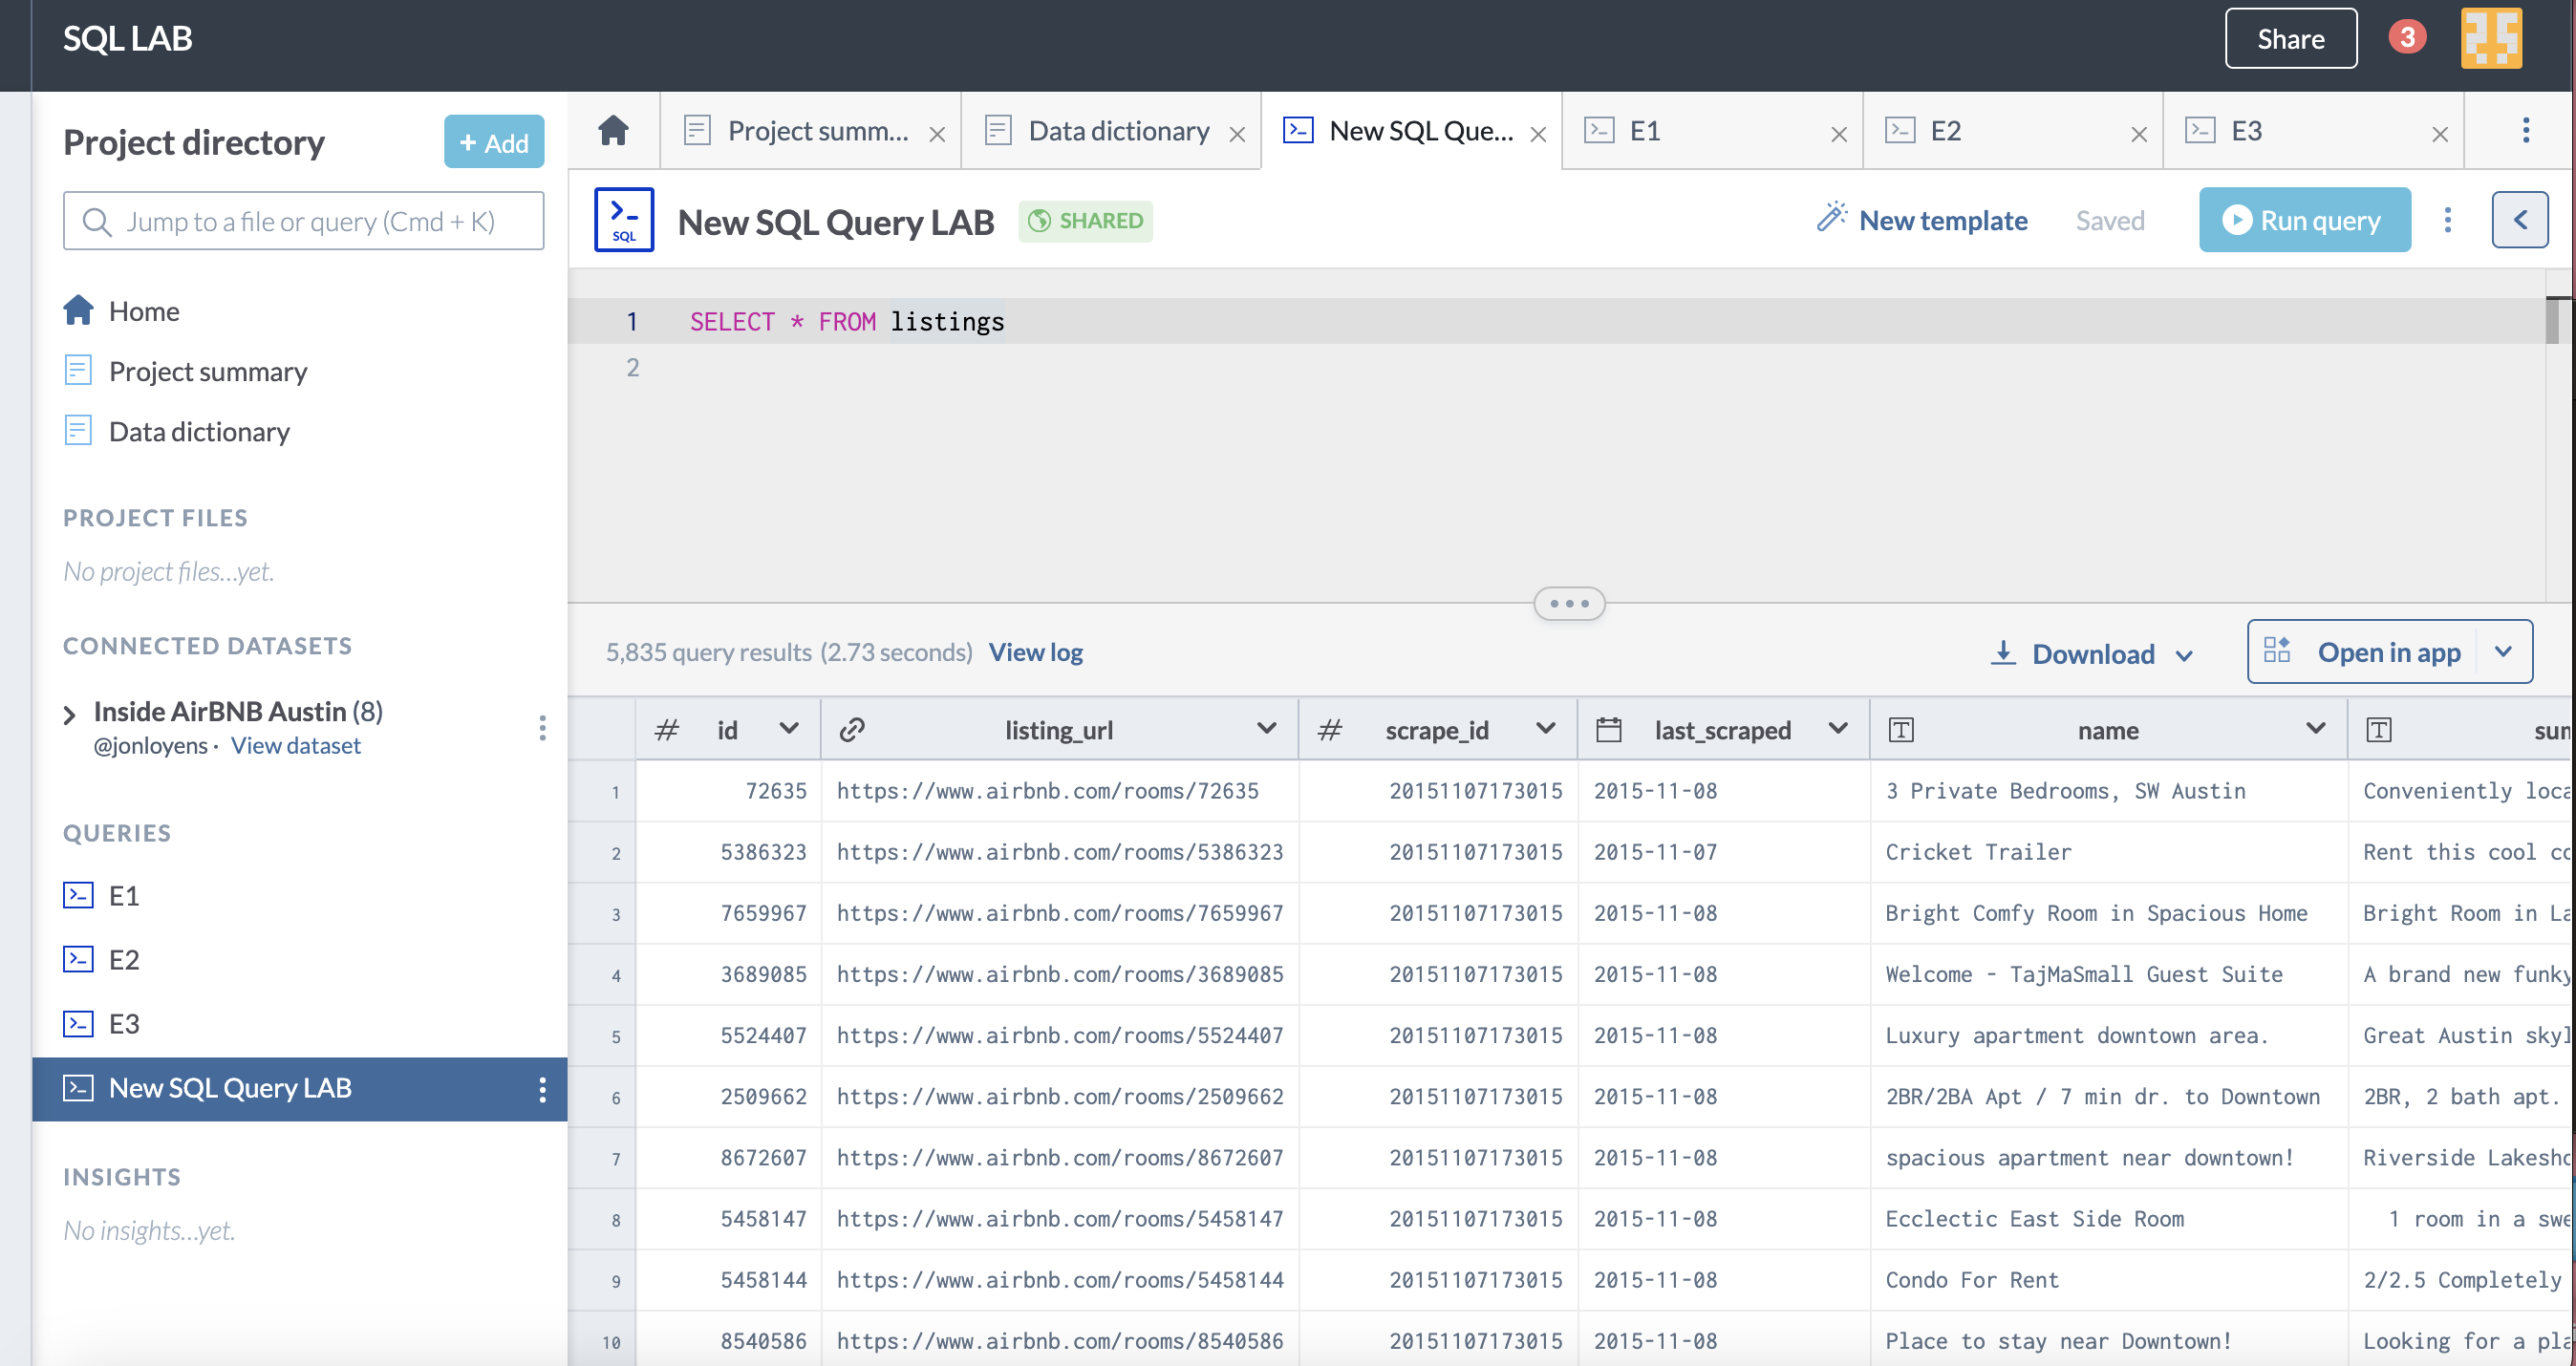 SQL LAB
Share
3
Project directory
+ Add
Jump to a file or query (Cmd + K)
Home
Project summary
Data dictionary
PROJECT FILES
No project files...yet.
CONNECTED DATASETS
Inside AirBNB Austin (8)
@jonloyens · View dataset
QUERIES
E1
E2
E3
New SQL Query LAB
INSIGHTS
No insights...yet.
Project summ...
Data dictionary
New SQL Que...
E1
E2
E3
SQL
New SQL Query LAB
SHARED
New template
Saved
Run query
1 SELECT * FROM listings
2
5,835 query results (2.73 seconds) View log
Download
Open in app
# id listing_url # scrape_id last_scraped T name T sum
1 72635 https://www.airbnb.com/rooms/72635 20151107173015 2015-11-08 3 Private Bedrooms, SW Austin Conveniently loca
2 5386323 https://www.airbnb.com/rooms/5386323 20151107173015 2015-11-07 Cricket Trailer Rent this cool co
3 7659967 https://www.airbnb.com/rooms/7659967 20151107173015 2015-11-08 Bright Comfy Room in Spacious Home Bright Room in La
4 3689085 https://www.airbnb.com/rooms/3689085 20151107173015 2015-11-08 Welcome - TajMaSmall Guest Suite A brand new funky
5 5524407 https://www.airbnb.com/rooms/5524407 20151107173015 2015-11-08 Luxury apartment downtown area. Great Austin skyl
6 2509662 https://www.airbnb.com/rooms/2509662 20151107173015 2015-11-08 2BR/2BA Apt / 7 min dr. to Downtown 2BR, 2 bath apt.
7 8672607 https://www.airbnb.com/rooms/8672607 20151107173015 2015-11-08 spacious apartment near downtown! Riverside Lakesho
8 5458147 https://www.airbnb.com/rooms/5458147 20151107173015 2015-11-08 Ecclectic East Side Room 1 room in a swe
9 5458144 https://www.airbnb.com/rooms/5458144 20151107173015 2015-11-08 Condo For Rent 2/2.5 Completely
10 8540586 https://www.airbnb.com/rooms/8540586 20151107173015 2015-11-08 Place to stay near Downtown! Looking for a pla